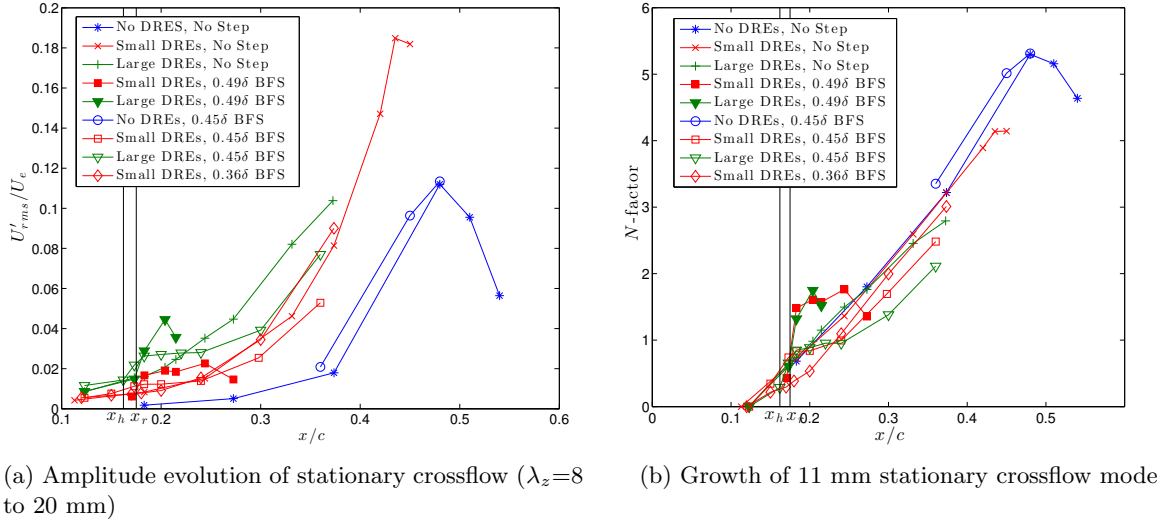 0.2
0.18
0.16
0.14
0.12
0.1
0.08
0.06
0.04
0.02
0
U'rms/Ue
No DRES, No Step
Small DREs, No Step
Large DREs, No Step
Small DREs, 0.49δ BFS
Large DREs, 0.49δ BFS
No DREs, 0.45δ BFS
Small DREs, 0.45δ BFS
Large DREs, 0.45δ BFS
Small DREs, 0.36δ BFS
0.1 0.2 0.3 0.4 0.5 0.6
xh xr
x/c
(a) Amplitude evolution of stationary crossflow (λz=8
to 20 mm)
6
5
4
3
2
1
0
N-factor
No DREs, No Step
Small DREs, No Step
Large DREs, No Step
Small DREs, 0.49δ BFS
Large DREs, 0.49δ BFS
No DREs, 0.45δ BFS
Small DREs, 0.45δ BFS
Large DREs, 0.45δ BFS
Small DREs, 0.36δ BFS
0 0.1 0.2 0.3 0.4 0.5
xh xr
x/c
(b) Growth of 11 mm stationary crossflow mode